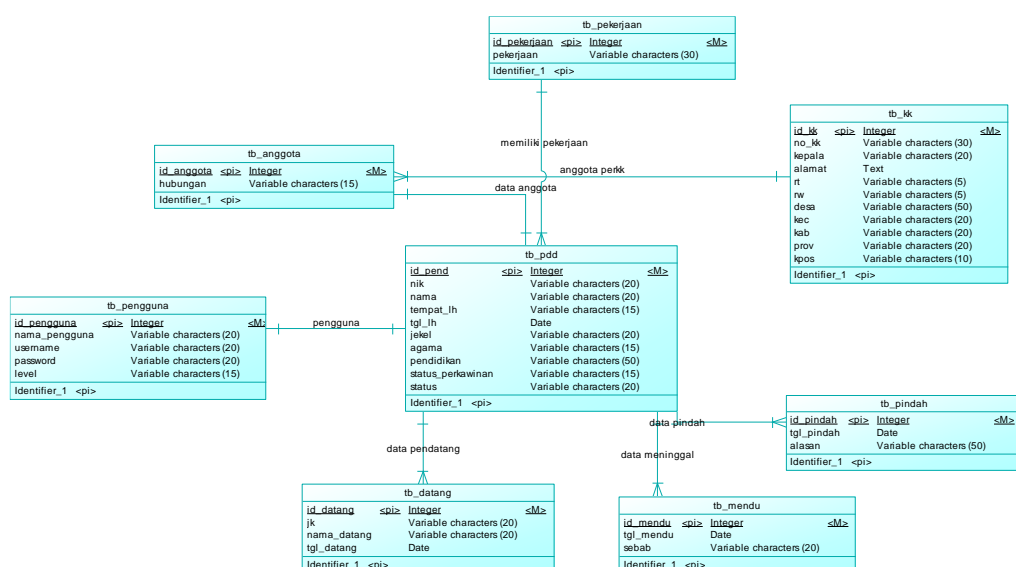 tb_pekerjaan
id_pekerjaan <pi> Integer <M>
pekerjaan Variable characters (30)
Identifier_1 <pi>
memiliki pekerjaan
tb_kk
id_kk <pi> Integer <M>
no_kk Variable characters (30)
kepala Variable characters (20)
alamat Text
rt Variable characters (5)
rw Variable characters (5)
desa Variable characters (50)
kec Variable characters (20)
kab Variable characters (20)
prov Variable characters (20)
kpos Variable characters (10)
Identifier_1 <pi>
tb_anggota
id_anggota <pi> Integer <M>
hubungan Variable characters (15)
Identifier_1 <pi>
anggota perkk
data anggota
tb_pdd
id_pend <pi> Integer <M>
nik Variable characters (20)
nama Variable characters (20)
tempat_lh Variable characters (15)
tgl_lh Date
jekel Variable characters (20)
agama Variable characters (15)
pendidikan Variable characters (50)
status_perkawinan Variable characters (15)
status Variable characters (20)
Identifier_1 <pi>
tb_pengguna
id_pengguna <pi> Integer <M>
nama_pengguna Variable characters (20)
username Variable characters (20)
password Variable characters (20)
level Variable characters (15)
Identifier_1 <pi>
pengguna
data pindah
data pendatang
data meninggal
tb_pindah
id_pindah <pi> Integer <M>
tgl_pindah Date
alasan Variable characters (50)
Identifier_1 <pi>
tb_datang
id_datang <pi> Integer <M>
jk Variable characters (20)
nama_datang Variable characters (20)
tgl_datang Date
Identifier_1 <pi>
tb_mendu
id_mendu <pi> Integer <M>
tgl_mendu Date
sebab Variable characters (20)
Identifier_1 <pi>